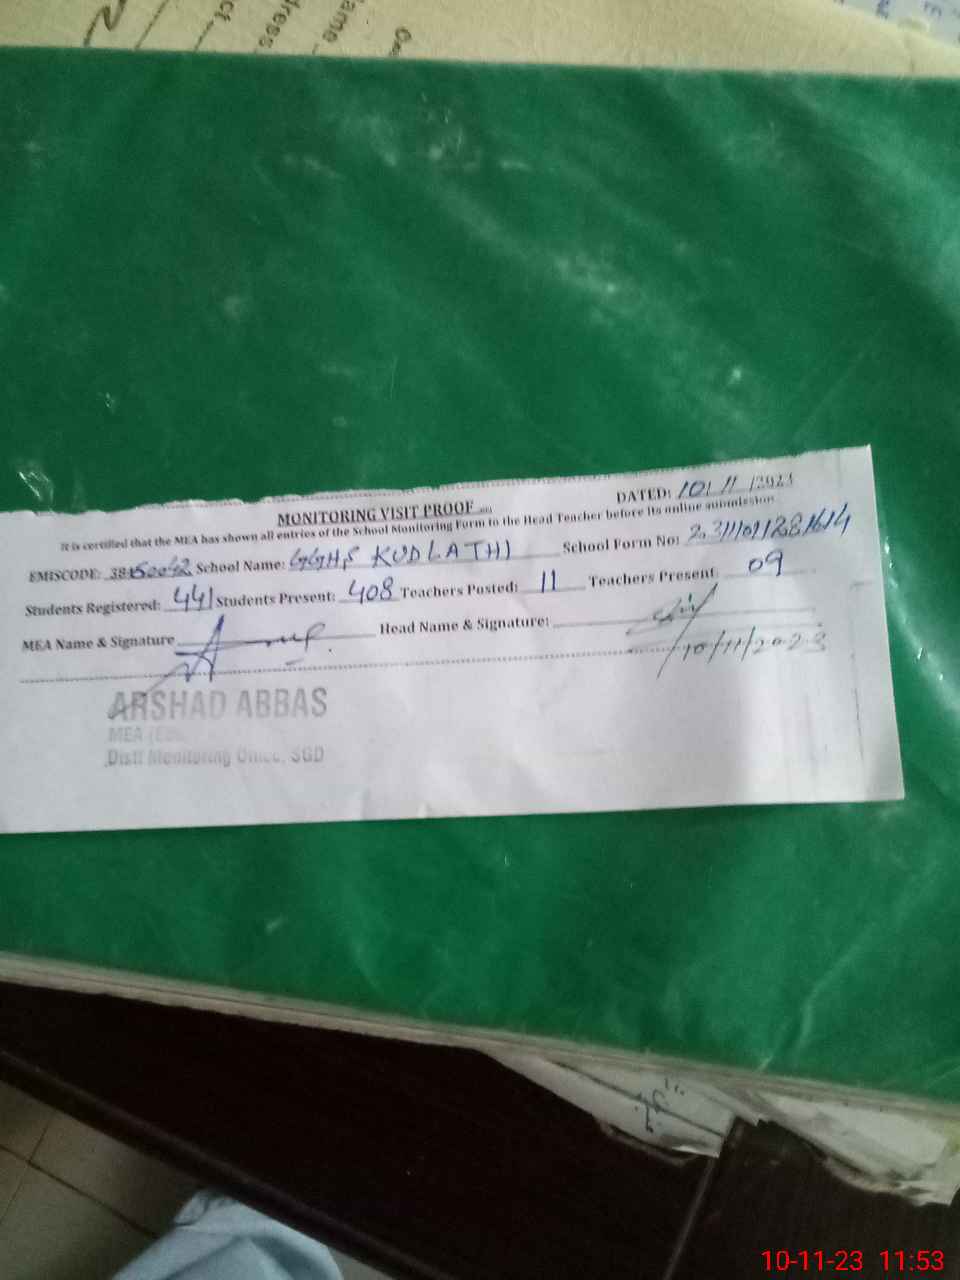 ame
dress
MONITORING VISIT PROOF
DATED: 10/ 11 /2023
It is certified that the MEA has shown all entries of the School Monitoring Form to the Head Teacher before its online submission
EMISCODE: School Name: GGHS KUDLATHI School Form No:
Students Registered: 441 Students Present: 408 Teachers Posted: 11 Teachers Present: 09
MEA Name & Signature Head Name & Signature:
10/11/2023
ARSHAD ABBAS
MEA
Distt Monitoring Office, SGD
10-11-23 11:53